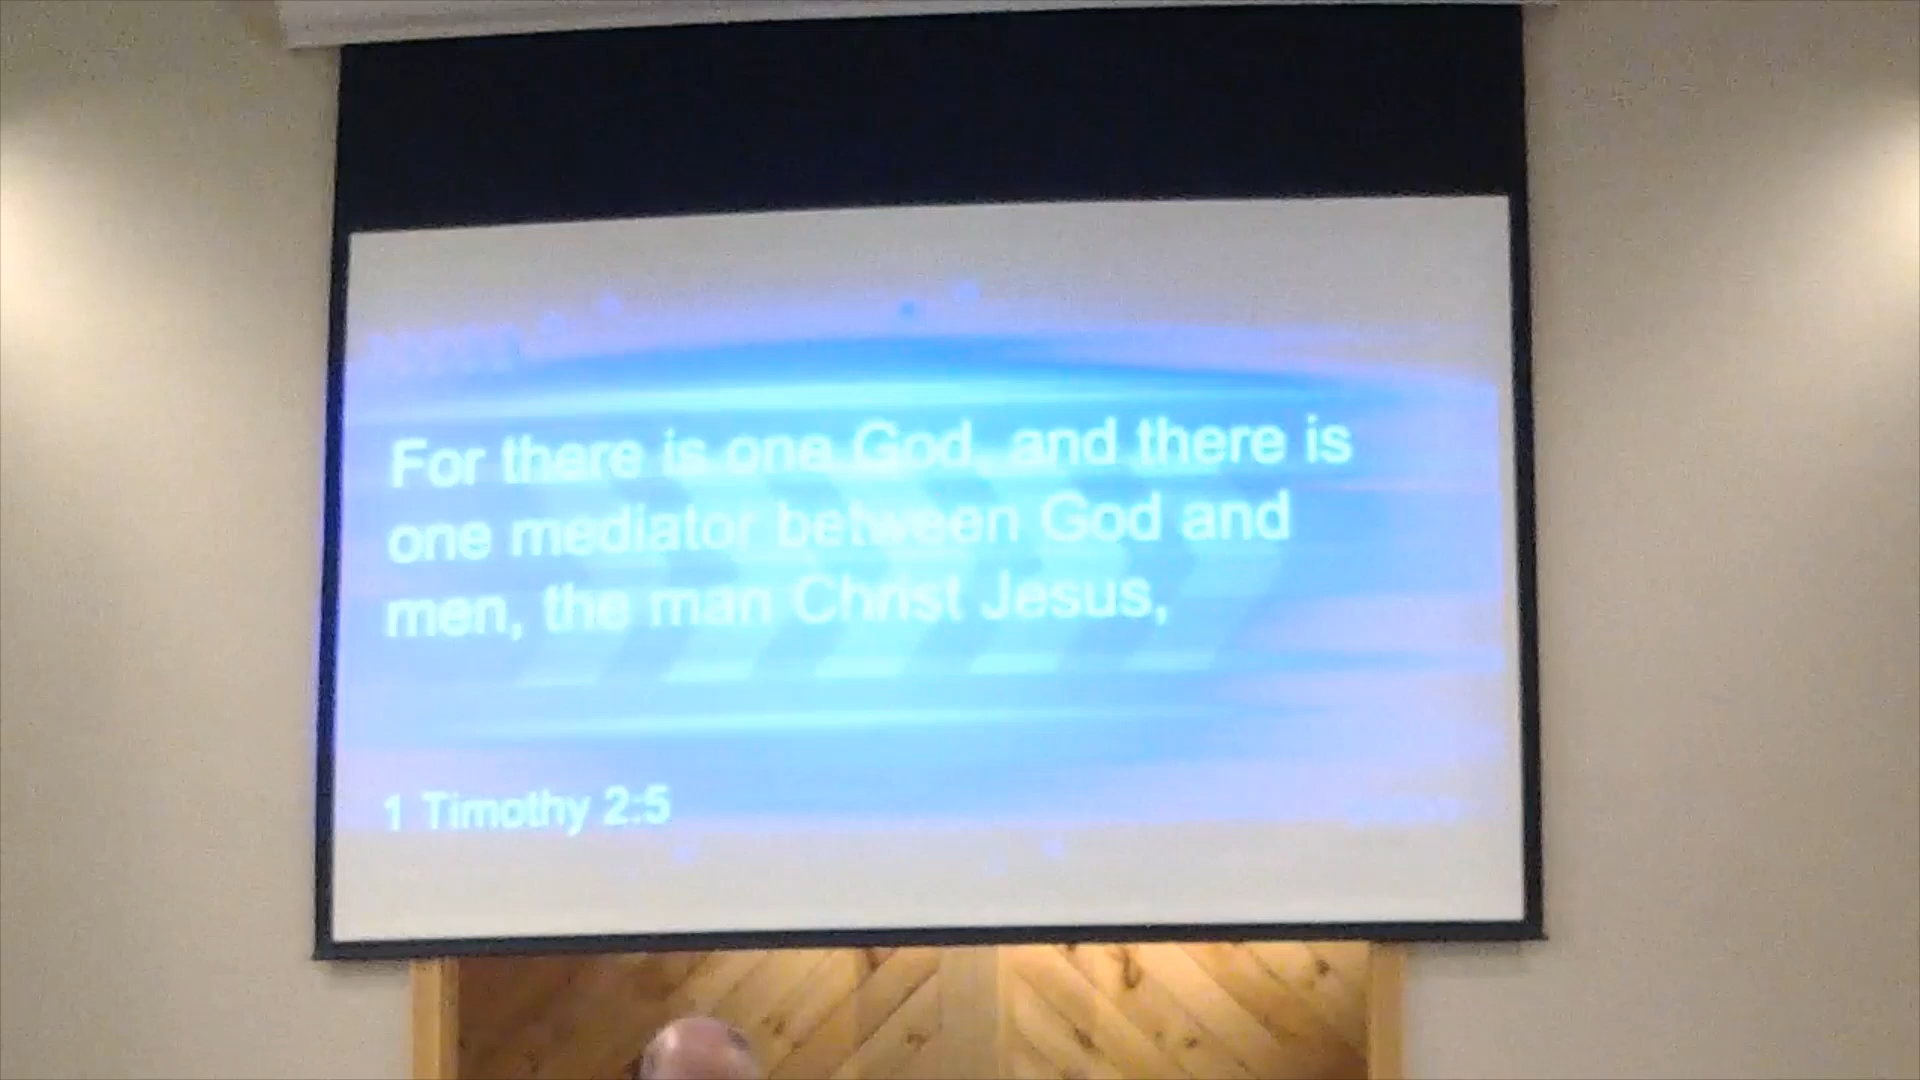 For there is one God, and there is
one mediator between God and
men, the man Christ Jesus,
1 Timothy 2:5